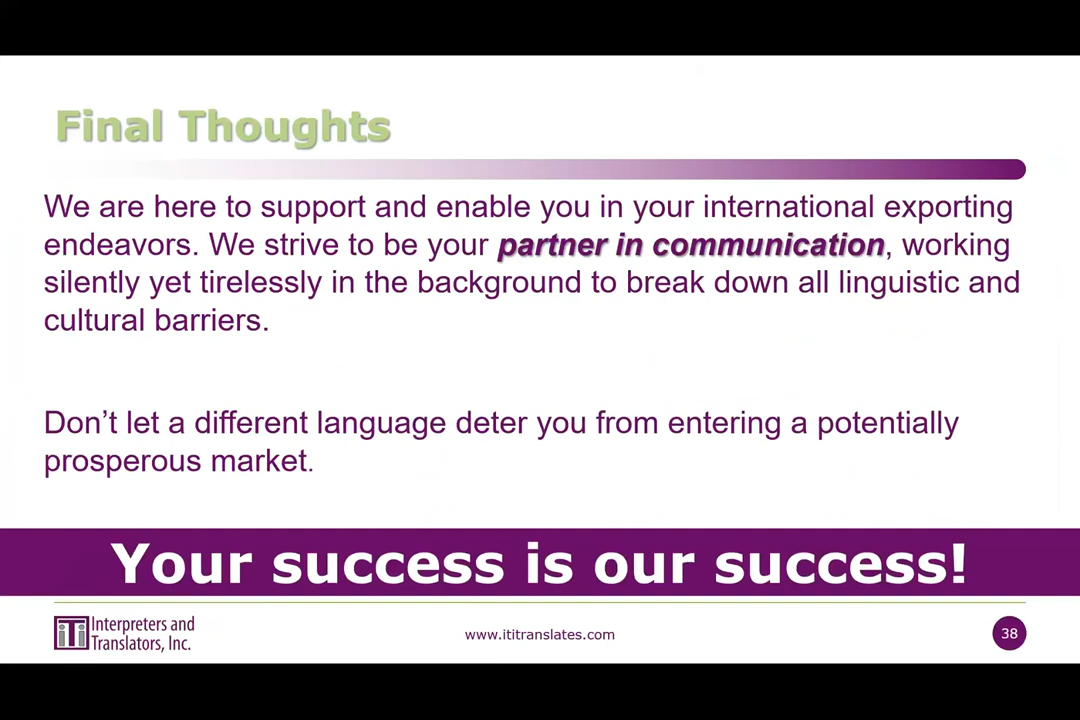 Final Thoughts
We are here to support and enable you in your international exporting
endeavors. We strive to be your partner in communication, working
silently yet tirelessly in the background to break down all linguistic and
cultural barriers.
Don’t let a different language deter you from entering a potentially
prosperous market.
Your success is our success!
iTi Interpreters and
Translators, Inc.
www.ititranslates.com
38